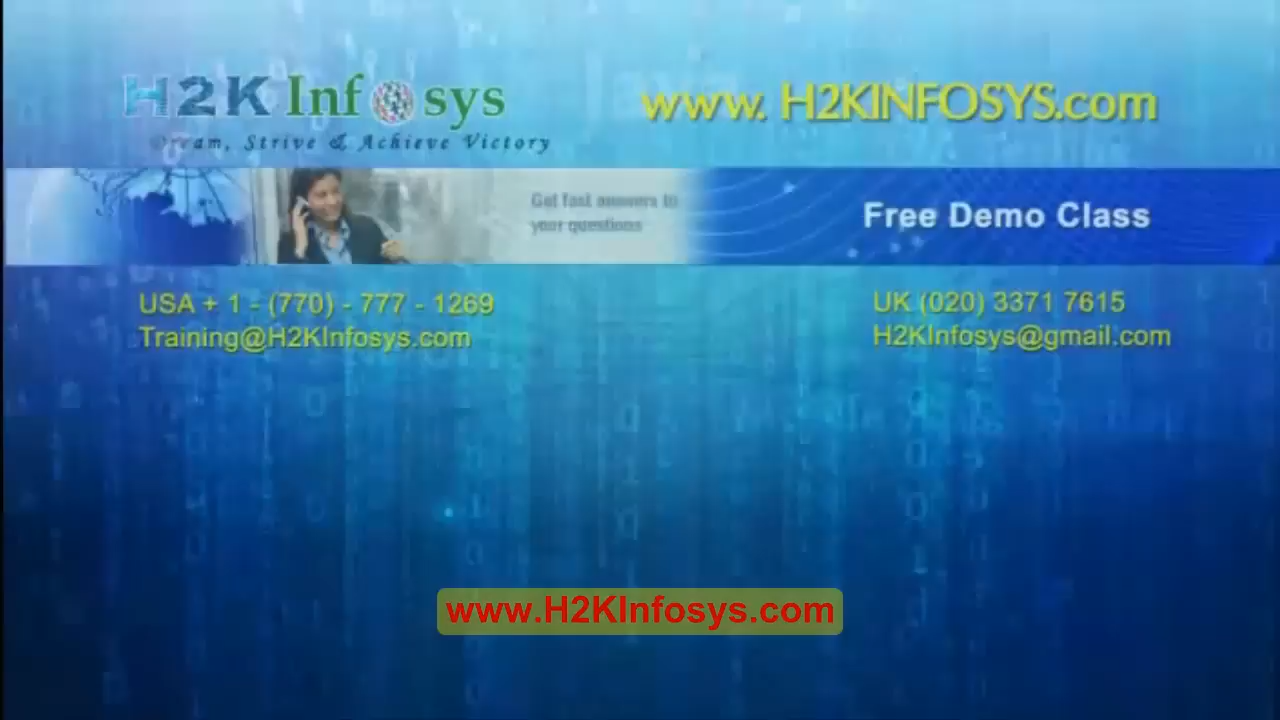 H2K Infosys
www. H2KINFOSYS.com
Dream, Strive & Achieve Victory
Get fast answers to
your questions
Free Demo Class
USA + 1 - (770) - 777 - 1269
UK (020) 3371 7615
Training@H2KInfosys.com
H2KInfosys@gmail.com
www.H2KInfosys.com